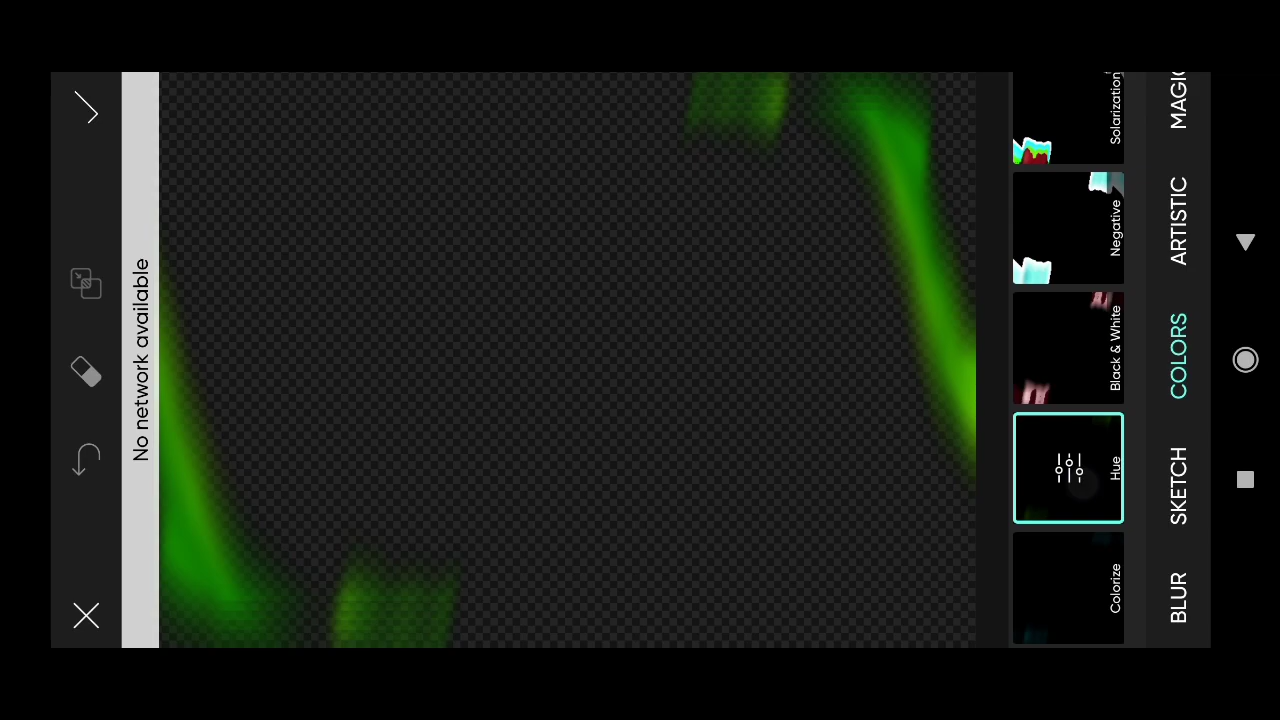 No network available
Colorize
Hue
Black & White
Negative
Solarization
BLUR
SKETCH
COLORS
ARTISTIC
MAGIC